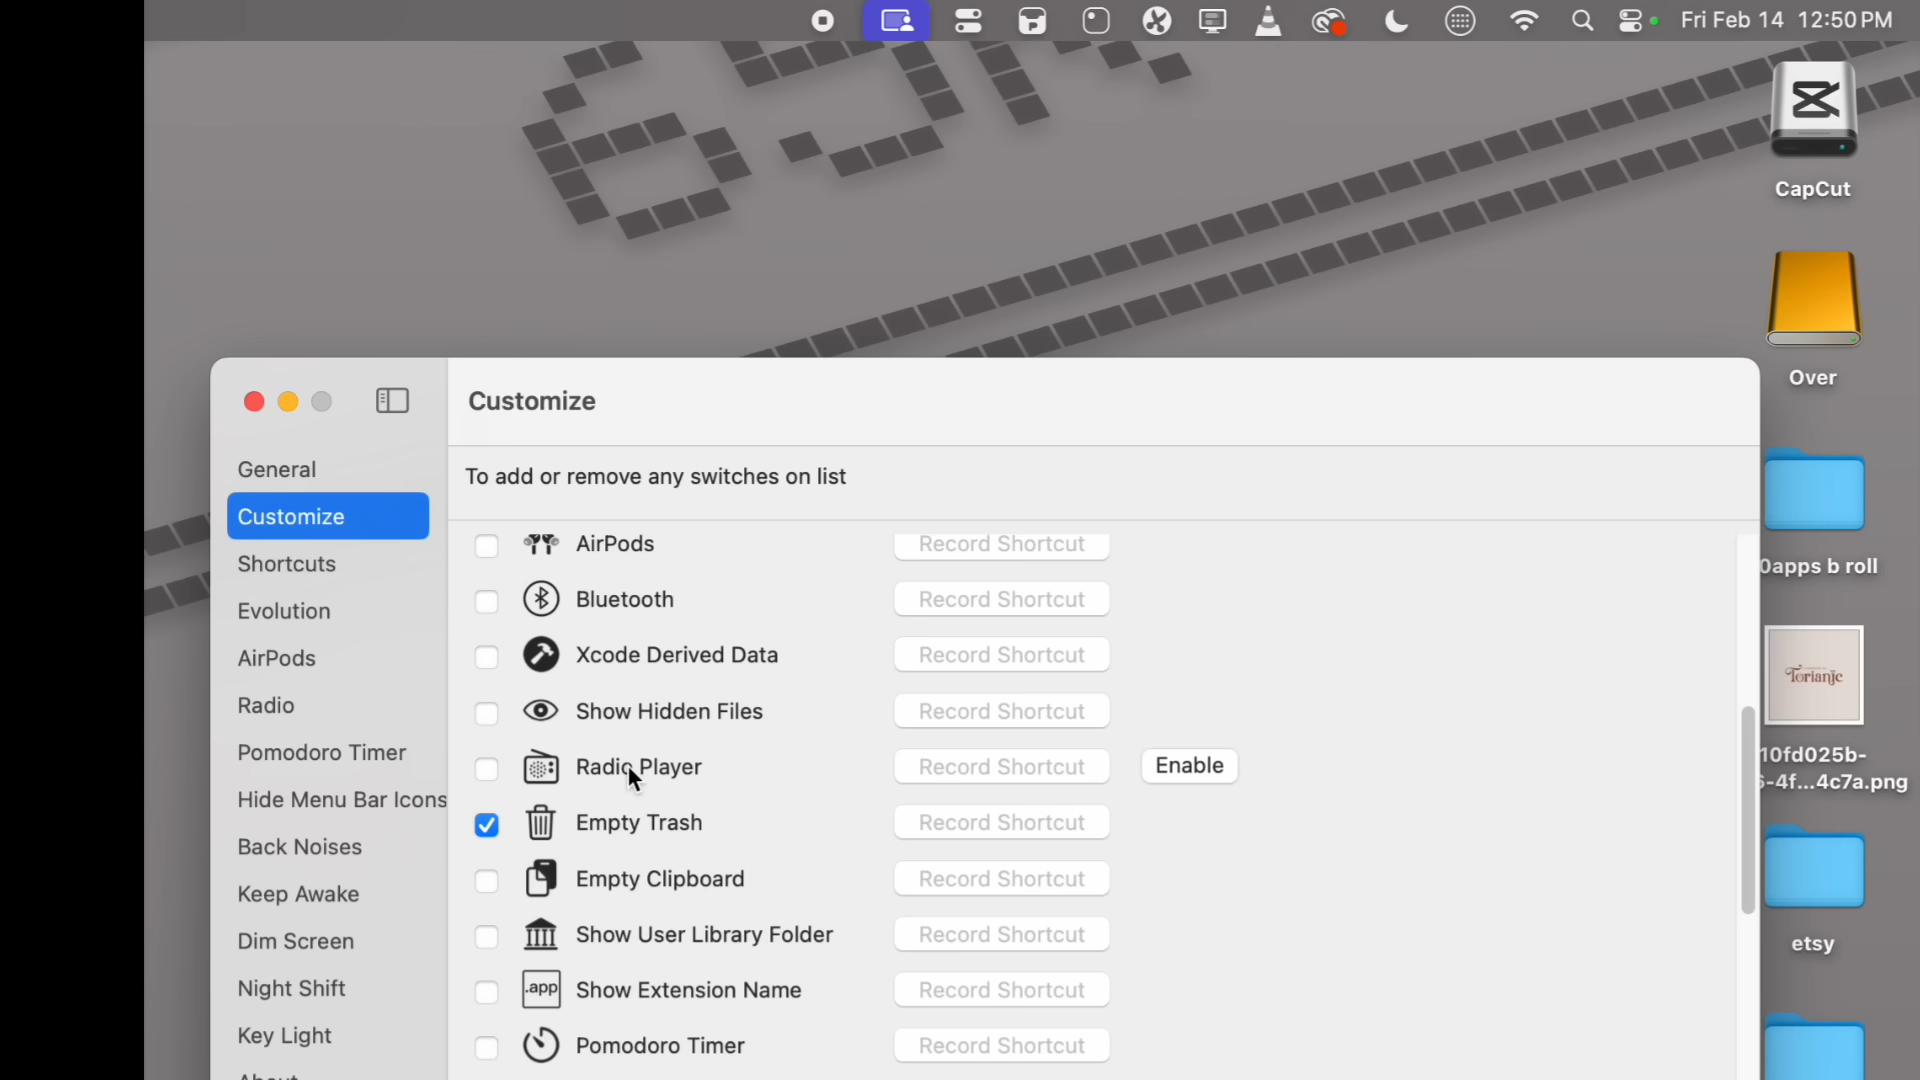 Fri Feb 14 12:50 PM
CapCut
Over
Customize
General
To add or remove any switches on list
Customize
Shortcuts
Evolution
AirPods
Radio
Pomodoro Timer
Hide Menu Bar Icons
Back Noises
Keep Awake
Dim Screen
Night Shift
Key Light
About
AirPods Record Shortcut
Bluetooth Record Shortcut
Xcode Derived Data Record Shortcut
Show Hidden Files Record Shortcut
Radio Player Record Shortcut Enable
Empty Trash Record Shortcut
Empty Clipboard Record Shortcut
Show User Library Folder Record Shortcut
.app Show Extension Name Record Shortcut
Pomodoro Timer Record Shortcut
0apps b roll
Torianjc
10fd025b-
-4f...4c7a.png
etsy